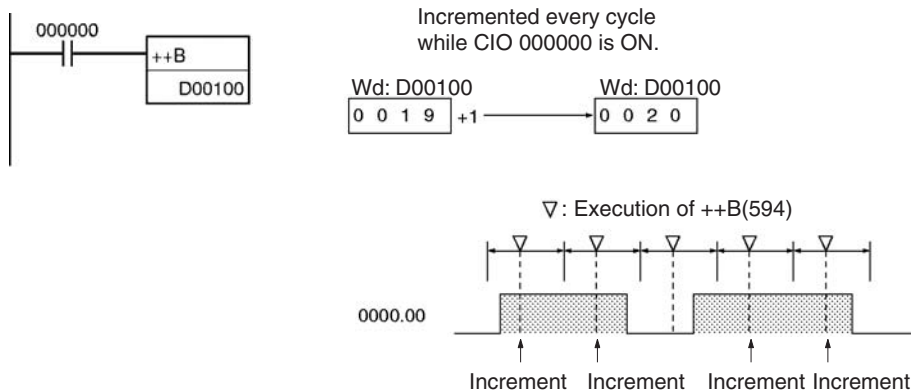 000000
++B
D00100
Incremented every cycle
while CIO 000000 is ON.
Wd: D00100 Wd: D00100
0 0 1 9 +1 0 0 2 0
▽: Execution of ++B(594)
0000.00
Increment Increment Increment Increment